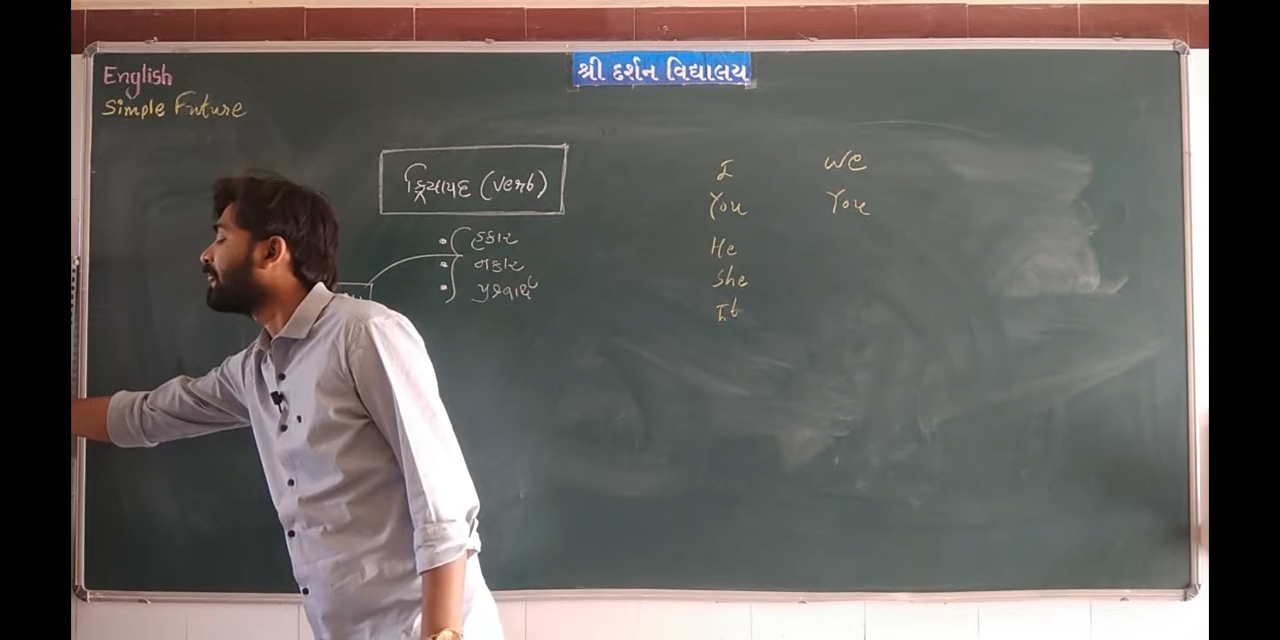 English
Simple Future
શ્રી દર્શન વિદ્યાલય
ક્રિયાપદ (verb)
હકાર
નકાર
પ્રશ્નાર્થ
I We
You You
He
She
It